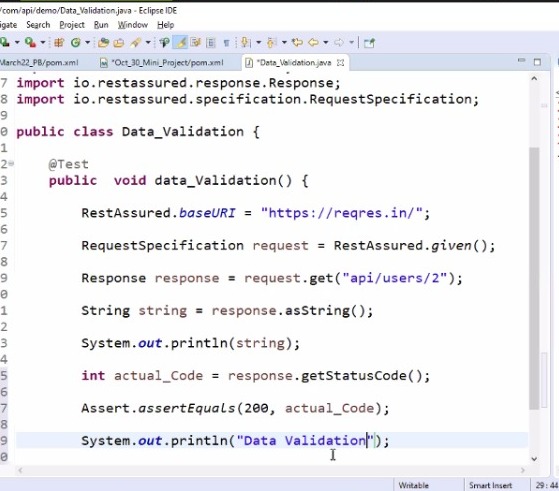 /com/api/demo/Data_Validation.java - Eclipse IDE
igate Search Project Run Window Help
March22_PB/pom.xml *Oct_30_Mini_Project/pom.xml *Data_Validation.java
7 import io.restassured.response.Response;
8 import io.restassured.specification.RequestSpecification;
9
0 public class Data_Validation {
1
2 @Test
3 public void data_Validation() {
4
5 RestAssured.baseURI = "https://reqres.in/";
6
7 RequestSpecification request = RestAssured.given();
8
9 Response response = request.get("api/users/2");
0
1 String string = response.asString();
2
3 System.out.println(string);
4
5 int actual_Code = response.getStatusCode();
6
7 Assert.assertEquals(200, actual_Code);
8
9 System.out.println("Data Validation");
0
Writable Smart Insert 29 : 44